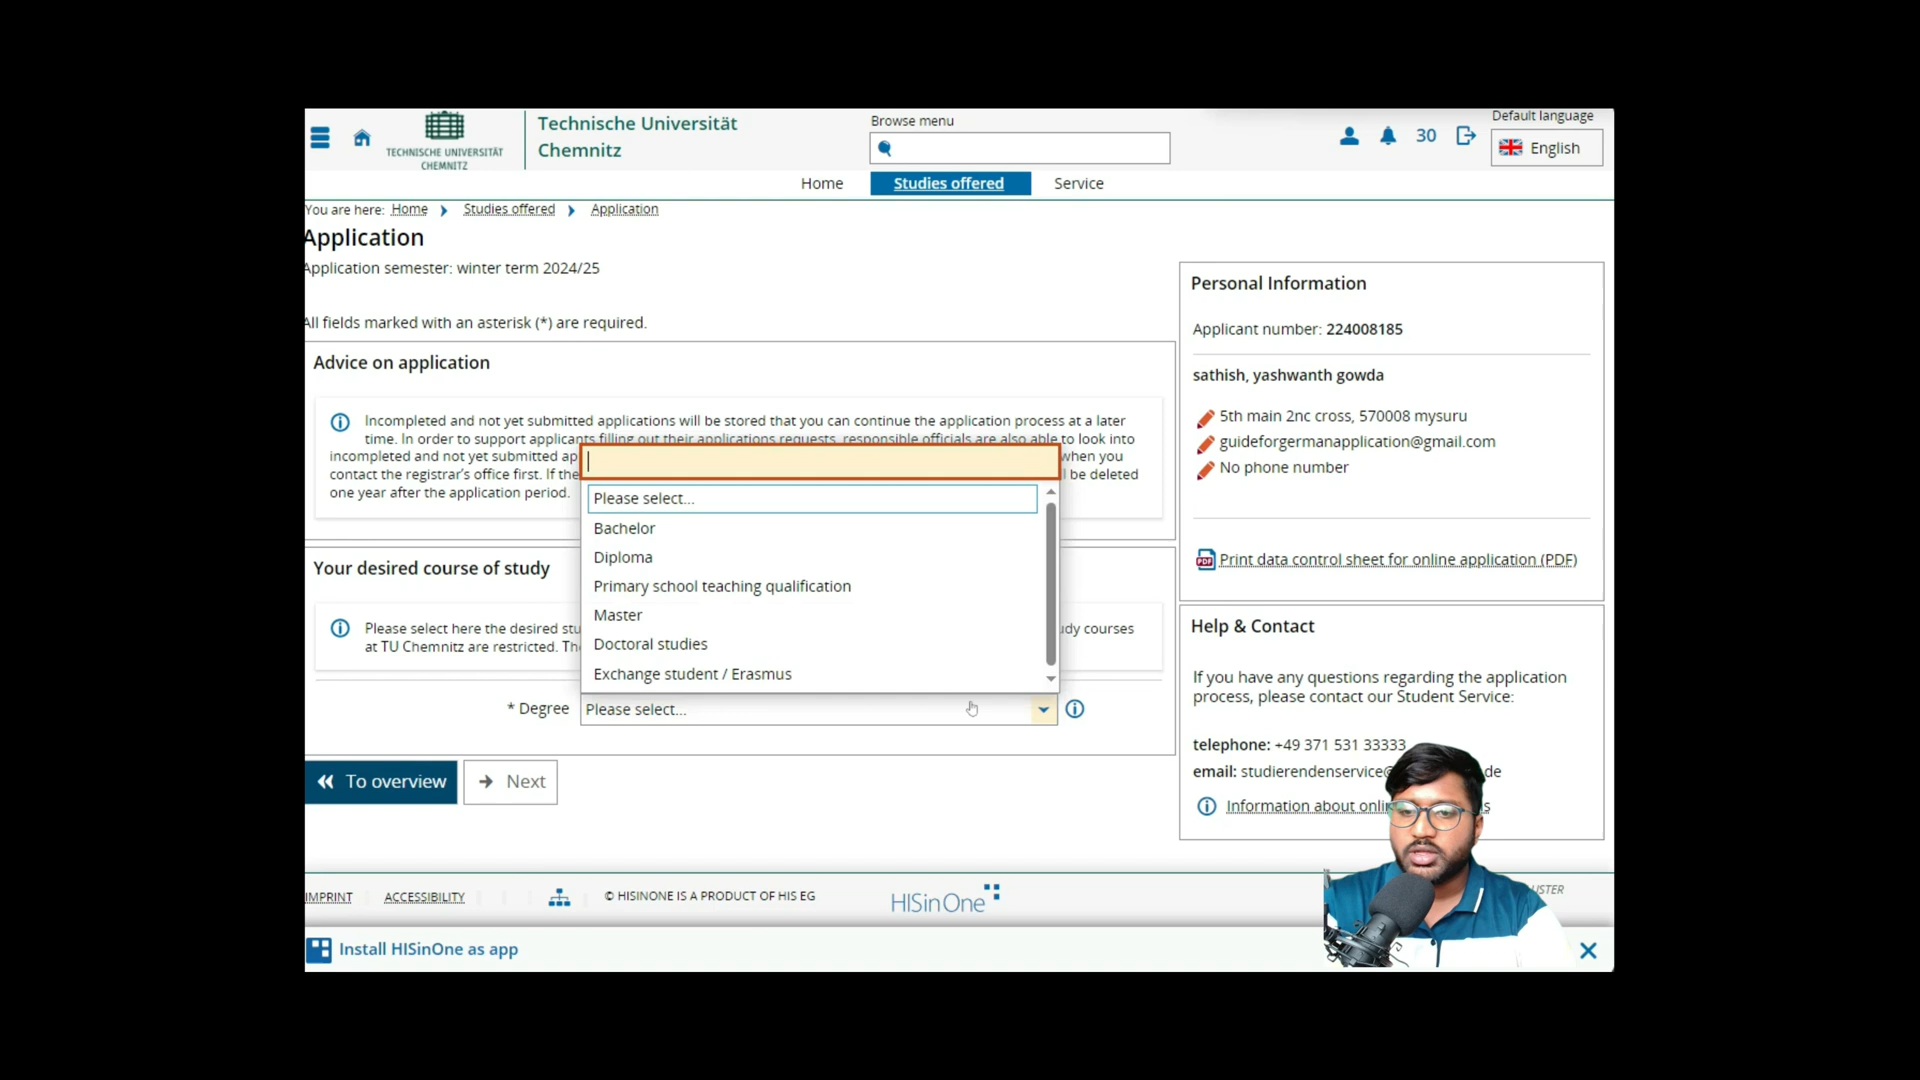 Default language
Browse menu
TECHNISCHE UNIVERSITÄT
CHEMNITZ
Technische Universität
Chemnitz
30
English
Home
Studies offered
Service
You are here: Home Studies offered Application
Application
Application semester: winter term 2024/25
All fields marked with an asterisk (*) are required.
Advice on application
Incompleted and not yet submitted applications will be stored that you can continue the application process at a later
time. In order to support applicants filling out their applications requests, responsible officials are also able to look into
incompleted and not yet submitted ap when you
contact the registrar's office first. If the be deleted
one year after the application period.
Please select...
Bachelor
Diploma
Primary school teaching qualification
Master
Doctoral studies
Exchange student / Erasmus
Your desired course of study
Please select here the desired courses
at TU Chemnitz are restricted.
* Degree Please select...
To overview
Next
Personal Information
Applicant number: 224008185
sathish, yashwanth gowda
5th main 2nc cross, 570008 mysuru
guideforgermanapplication@gmail.com
No phone number
PDF
Print data control sheet for online application (PDF)
Help & Contact
If you have any questions regarding the application
process, please contact our Student Service:
telephone: +49 371 531 33333
email: studierendenservice@ de
Information about onli s
IMPRINT
ACCESSIBILITY
© HISINONE IS A PRODUCT OF HIS EG
HISinOne
Install HISinOne as app